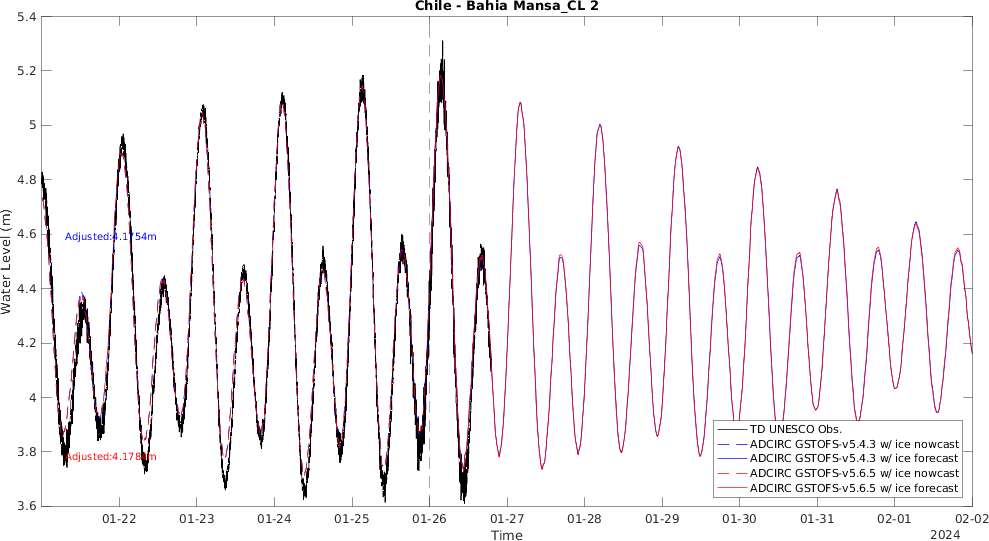 Chile - Bahia Mansa_CL 2
5.4
5.2
5
4.8
4.6
4.4
4.2
4
3.8
3.6
Water Level (m)
Adjusted:4.1754m
TD UNESCO Obs.
ADCIRC GSTOFS-v5.4.3 w/ ice nowcast
ADCIRC GSTOFS-v5.4.3 w/ ice forecast
ADCIRC GSTOFS-v5.6.5 w/ ice nowcast
ADCIRC GSTOFS-v5.6.5 w/ ice forecast
01-22
01-23
01-24
01-25
01-26
01-27
01-28
01-29
01-30
01-31
02-01
02-02
Time
2024